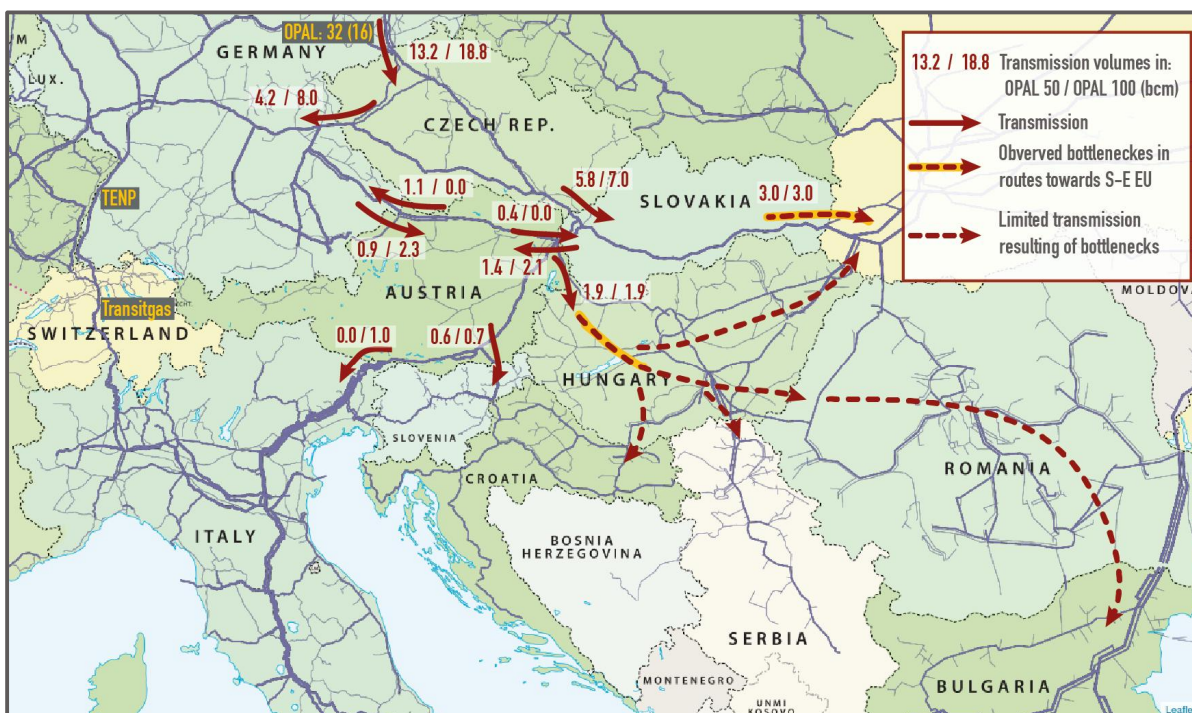 OPAL: 32 (16)
GERMANY
13.2 / 18.8
M
LUX.
4.2 / 8.0
CZECH REP.
TENP
1.1 / 0.0
5.8 / 7.0
SLOVAKIA
3.0 / 3.0
0.4 / 0.0
0.9 / 2.3
1.4 / 2.1
AUSTRIA
1.9 / 1.9
Transitgas
SWITZERLAND
0.0 / 1.0
0.6 / 0.7
HUNGARY
SLOVENIA
CROATIA
ROMANIA
MOLDOVA
ITALY
BOSNIA
HERZEGOVINA
SERBIA
MONTENEGRO
UNMI
KOSOVO
BULGARIA
Leafle
13.2 / 18.8 Transmission volumes in:
OPAL 50 / OPAL 100 (bcm)
Transmission
Obverved bottleneckes in
routes towards S-E EU
Limited transmission
resulting of bottlenecks